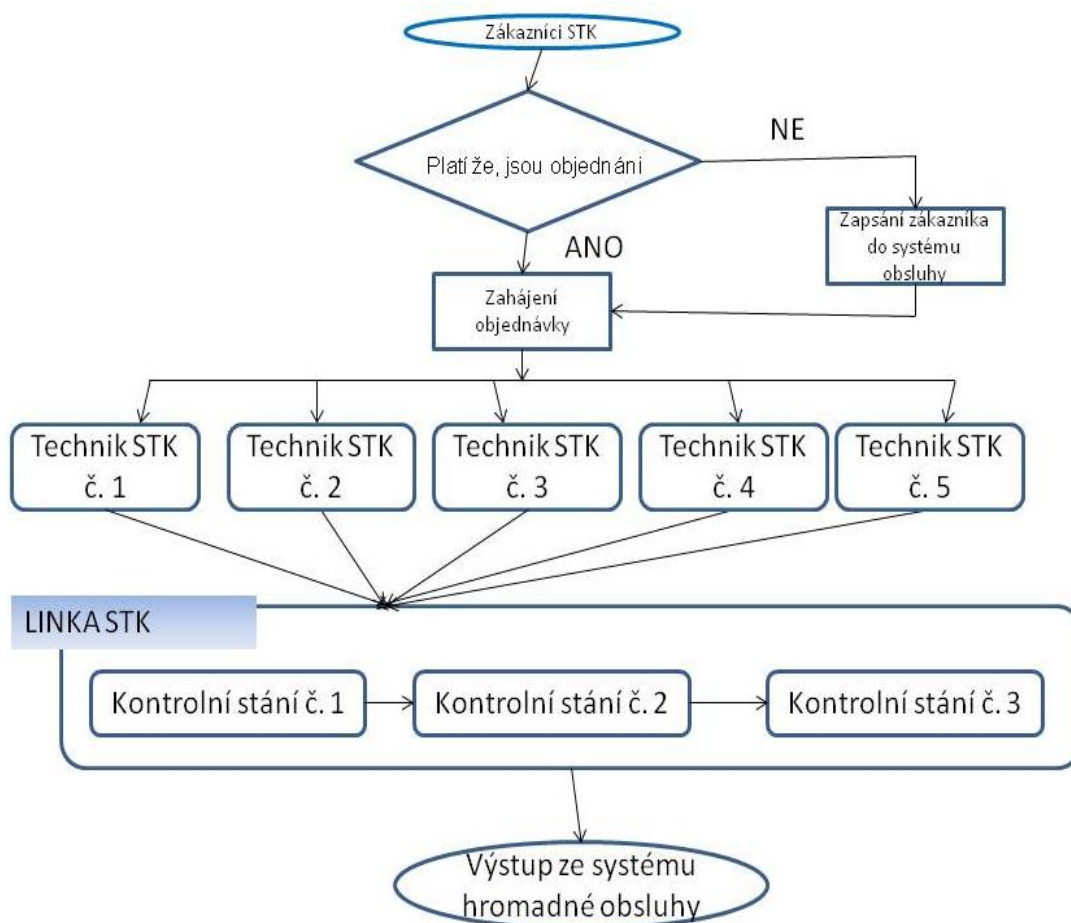 Zákazníci STK
Platí že, jsou objednáni
NE
Zapsání zákazníka
do systému
obsluhy
ANO
Zahájení
objednávky
Technik STK
č. 1
Technik STK
č. 2
Technik STK
č. 3
Technik STK
č. 4
Technik STK
č. 5
LINKA STK
Kontrolní stání č. 1
Kontrolní stání č. 2
Kontrolní stání č. 3
Výstup ze systému
hromadné obsluhy